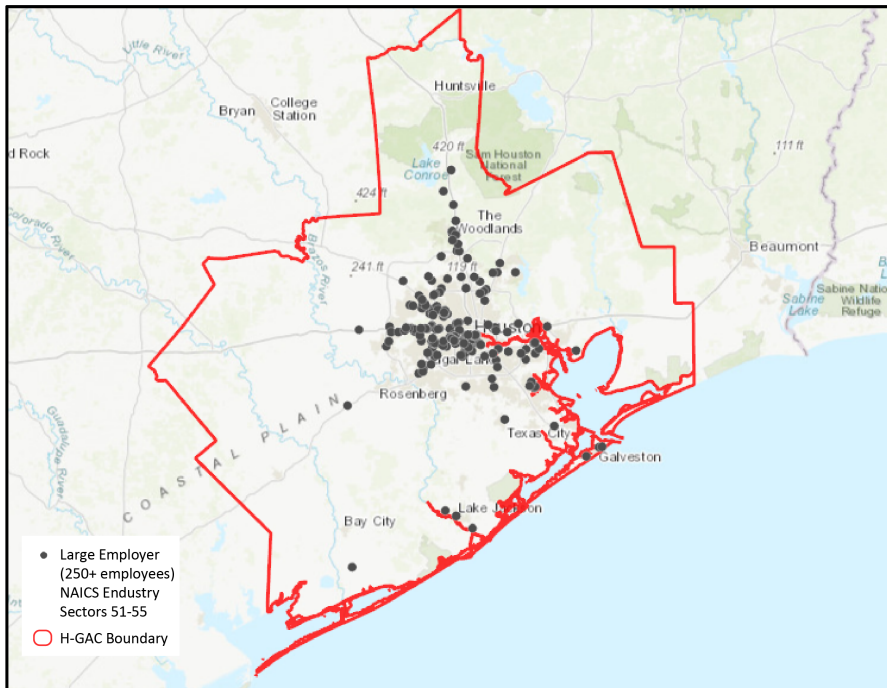 Little River
Huntsville
Bryan
College
Station
d Rock
420 ft
Lake
Conroe
Sam Houston
National
Forest
111 ft
424 ft
The
Woodlands
Colorado River
Brazos River
Beaumont
241 ft
119 ft
Sabine Natio
Wildlife
Refuge
Sabine
Lake
Houston
Sugar Land
Rosenberg
COASTAL PLAIN
Guadalupe River
Texas City
Galveston
Lake Jackson
Bay City
Large Employer
(250+ employees)
NAICS Endustry
Sectors 51-55
H-GAC Boundary